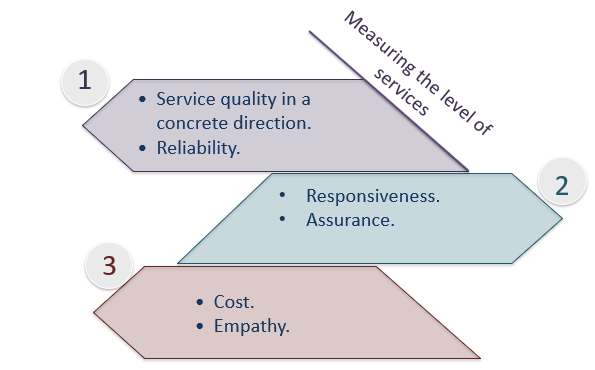 Measuring the level of
services
1
• Service quality in a
concrete direction.
• Reliability.
2
• Responsiveness.
• Assurance.
3
• Cost.
• Empathy.